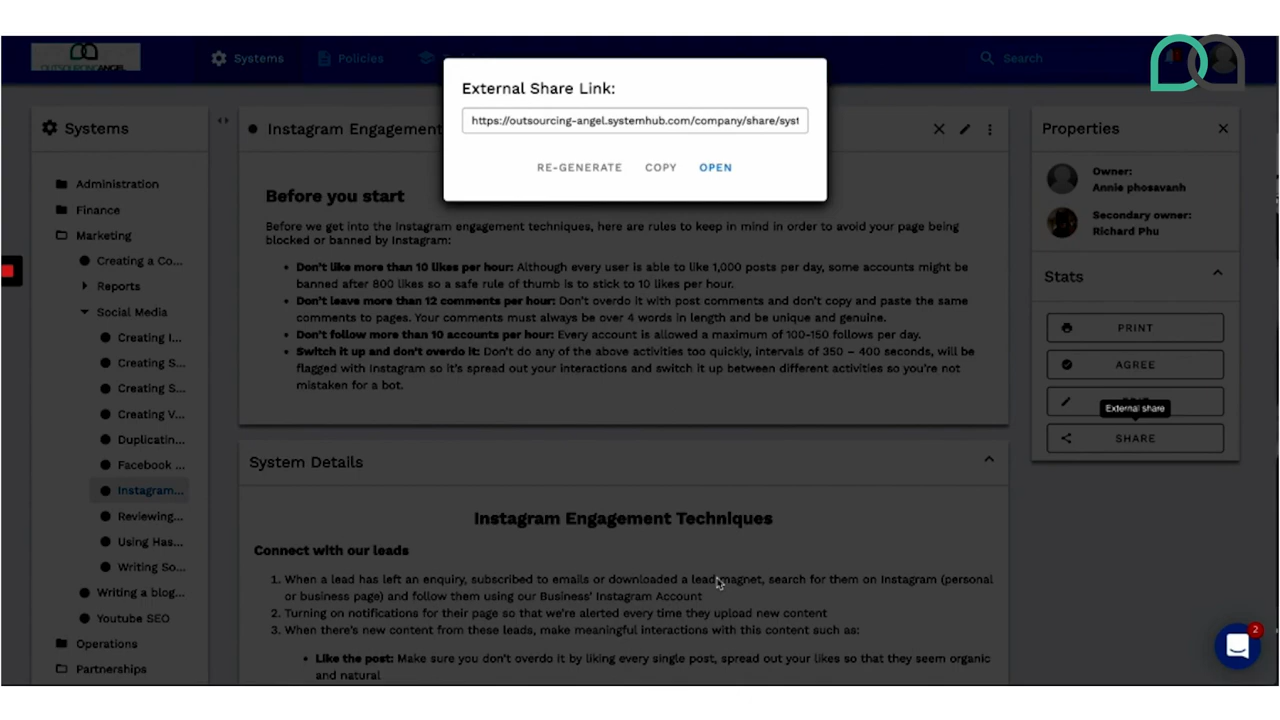 OUTSOURCINGANGEL
Systems
Policies
Search
External Share Link:
https://outsourcing-angel.systemhub.com/company/share/syst
RE-GENERATE COPY OPEN
Systems
Administration
Finance
Marketing
Creating a Co...
Reports
Social Media
Creating I...
Creating S...
Creating S...
Creating V...
Duplicatin...
Facebook ...
Instagram...
Reviewing...
Using Has...
Writing So...
Writing a blog...
Youtube SEO
Operations
Partnerships
Instagram Engagement
Before you start
Before we get into the Instagram engagement techniques, here are rules to keep in mind in order to avoid your page being
blocked or banned by Instagram:
Don't like more than 10 likes per hour: Although every user is able to like 1,000 posts per day, some accounts might be
banned after 800 likes so a safe rule of thumb is to stick to 10 likes per hour.
Don't leave more than 12 comments per hour: Don't overdo it with post comments and don't copy and paste the same
comments to pages. Your comments must always be over 4 words in length and be unique and genuine.
Don't follow more than 10 accounts per hour: Every account is allowed a maximum of 100-150 follows per day.
Switch it up and don't overdo it: Don't do any of the above activities too quickly, intervals of 350 – 400 seconds, will be
flagged with Instagram so it's spread out your interactions and switch it up between different activities so you're not
mistaken for a bot.
System Details
Instagram Engagement Techniques
Connect with our leads
1. When a lead has left an enquiry, subscribed to emails or downloaded a lead magnet, search for them on Instagram (personal
or business page) and follow them using our Business' Instagram Account
2. Turning on notifications for their page so that we're alerted every time they upload new content
3. When there's new content from these leads, make meaningful interactions with this content such as:
Like the post: Make sure you don't overdo it by liking every single post, spread out your likes so that they seem organic
and natural
Properties
Owner:
Annie phosavanh
Secondary owner:
Richard Phu
Stats
PRINT
AGREE
External share
SHARE
2